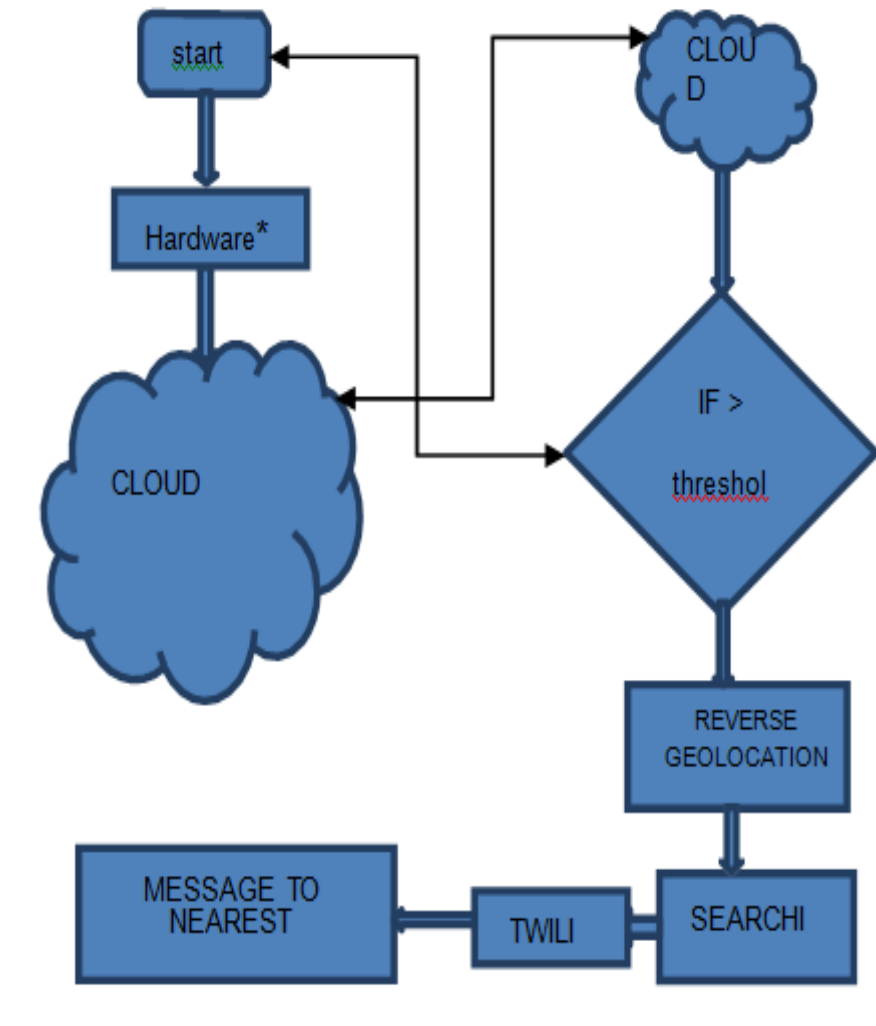 start
Hardware*
CLOUD
CLOU
D
IF >
threshol
REVERSE
GEOLOCATION
SEARCHI
TWILI
MESSAGE TO
NEAREST